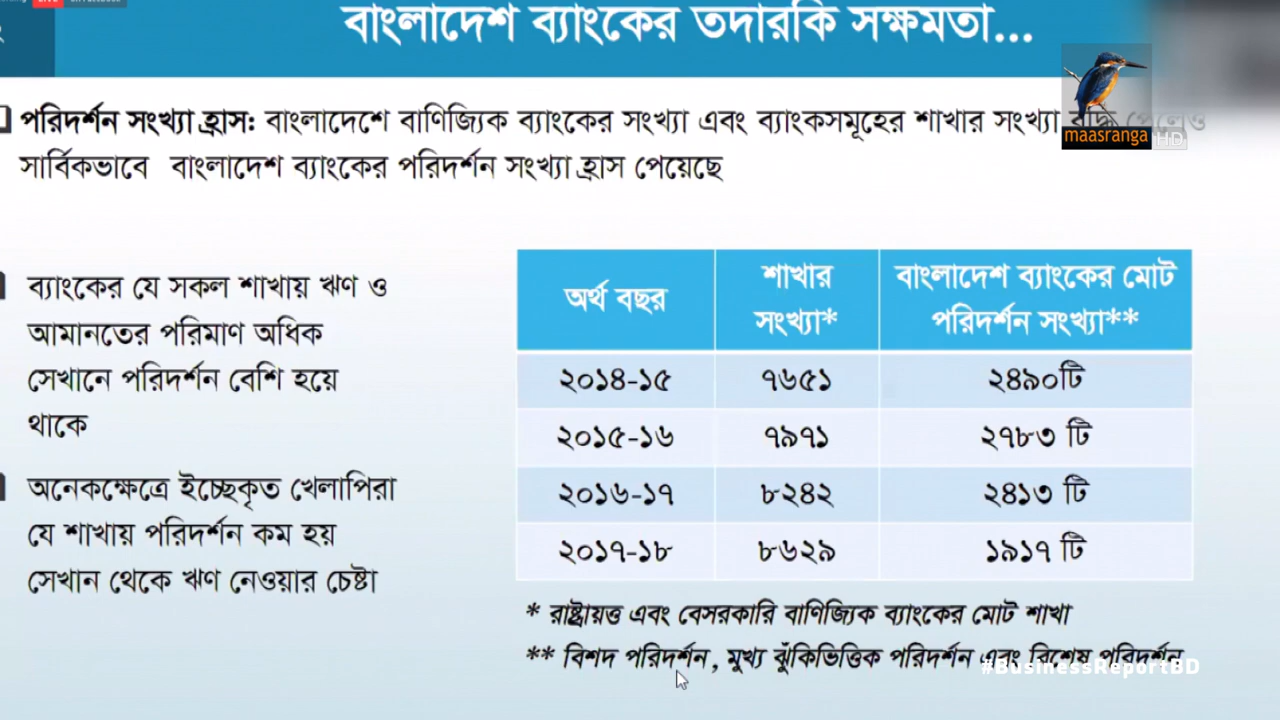 বাংলাদেশ ব্যাংকের তদারকি সক্ষমতা...
পরিদর্শন সংখ্যা হ্রাস: বাংলাদেশে বাণিজ্যিক ব্যাংকের সংখ্যা এবং ব্যাংকসমূহের শাখার সংখ্যা
সার্বিকভাবে বাংলাদেশ ব্যাংকের পরিদর্শন সংখ্যা হ্রাস পেয়েছে
maasranga HD
ব্যাংকের যে সকল শাখায় ঋণ ও
আমানতের পরিমাণ অধিক
সেখানে পরিদর্শন বেশি হয়ে
থাকে
অনেকক্ষেত্রে ইচ্ছেকৃত খেলাপিরা
যে শাখায় পরিদর্শন কম হয়
সেখান থেকে ঋণ নেওয়ার চেষ্টা
অর্থ বছর শাখার সংখ্যা* বাংলাদেশ ব্যাংকের মোট পরিদর্শন সংখ্যা**
২০১৪-১৫ ৭৬৫১ ২৪৯০টি
২০১৫-১৬ ৭৯৭১ ২৭৮৩ টি
২০১৬-১৭ ৮২৪২ ২৪১৩ টি
২০১৭-১৮ ৮৬২৯ ১৯১৭ টি
* রাষ্ট্রায়ত্ত এবং বেসরকারি বাণিজ্যিক ব্যাংকের মোট শাখা
** বিশদ পরিদর্শন, মুখ্য ঝুঁকিভিত্তিক পরিদর্শন এবং বিশেষ পরিদর্শন
#BusinessReportBD